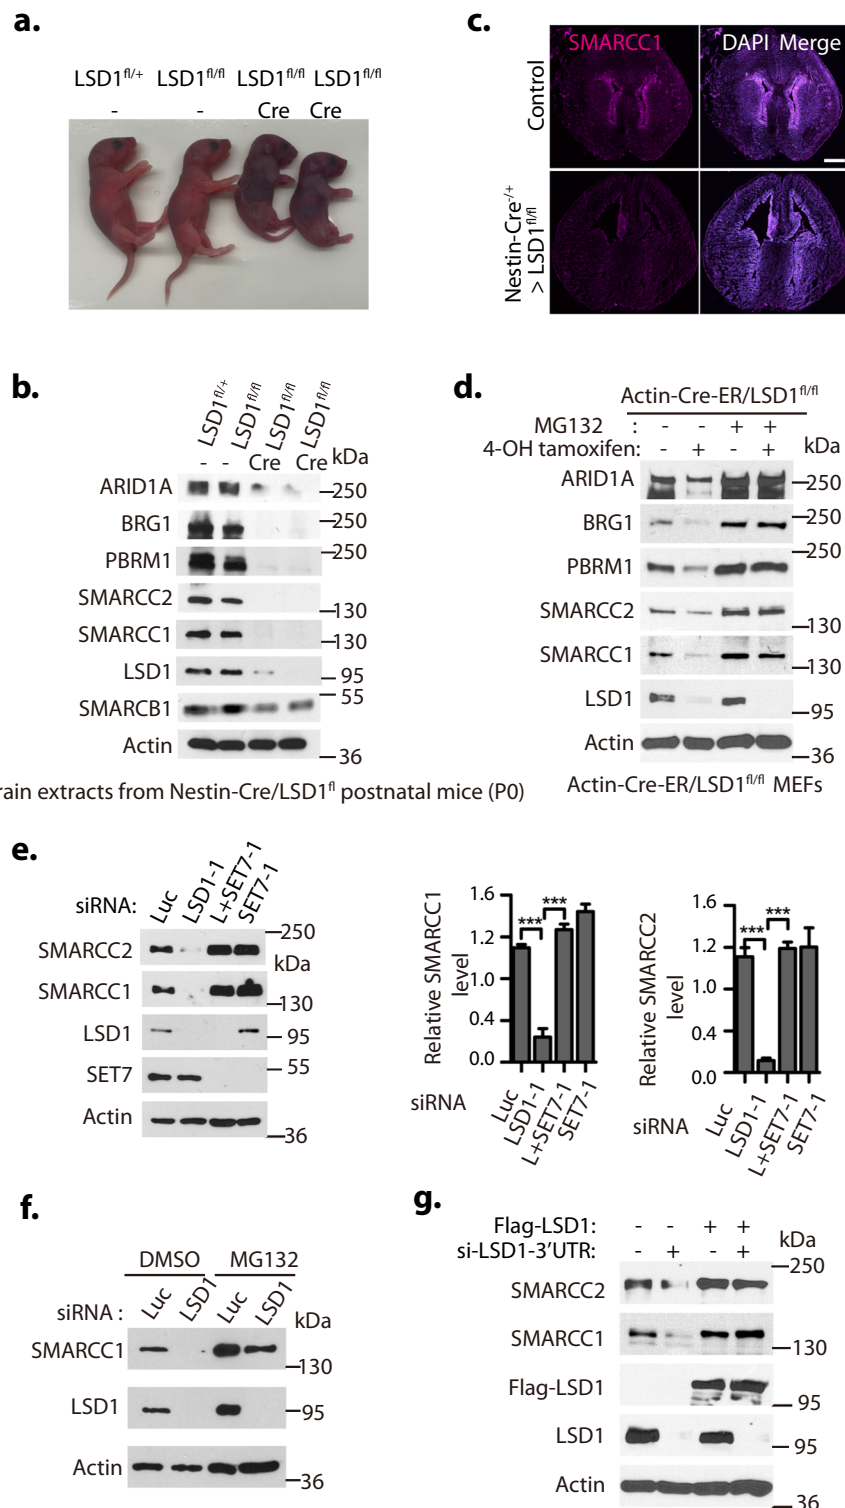 a.
LSD1fl/+ LSD1fl/fl LSD1fl/fl LSD1fl/fl
- - Cre Cre
c.
SMARCC1 DAPI Merge
Control
Nestin-Cre-/+
> LSD1fl/fl
b.
LSD1fl/+ LSD1fl/fl LSD1fl/fl LSD1fl/fl
- - Cre Cre kDa
ARID1A 250
BRG1 250
PBRM1 250
SMARCC2 130
SMARCC1 130
LSD1 95
SMARCB1 55
Actin 36
rain extracts from Nestin-Cre/LSD1fl postnatal mice (P0)
d.
Actin-Cre-ER/LSD1fl/fl
MG132 : - - + +
4-OH tamoxifen: - + - + kDa
ARID1A 250
BRG1 250
PBRM1 250
SMARCC2 130
SMARCC1 130
LSD1 95
Actin 36
Actin-Cre-ER/LSD1fl/fl MEFs
e.
siRNA: Luc LSD1-1 L+SET7-1 SET7-1
SMARCC2 250
kDa
SMARCC1 130
LSD1 95
SET7 55
Actin 36
Relative SMARCC1
level
1.6
1.2
1.0
0.4
0.0
*** ***
siRNA Luc LSD1-1 L+SET7-1 SET7-1
Relative SMARCC2
level
1.6
1.2
1.0
0.4
0.0
*** ***
siRNA Luc LSD1-1 L+SET7-1 SET7-1
f.
DMSO MG132
siRNA : Luc LSD1 Luc LSD1 kDa
SMARCC1 130
LSD1 95
Actin 36
g.
Flag-LSD1: - - + +
si-LSD1-3'UTR: - + - + kDa
SMARCC2 250
SMARCC1 130
Flag-LSD1 95
LSD1 95
Actin 36